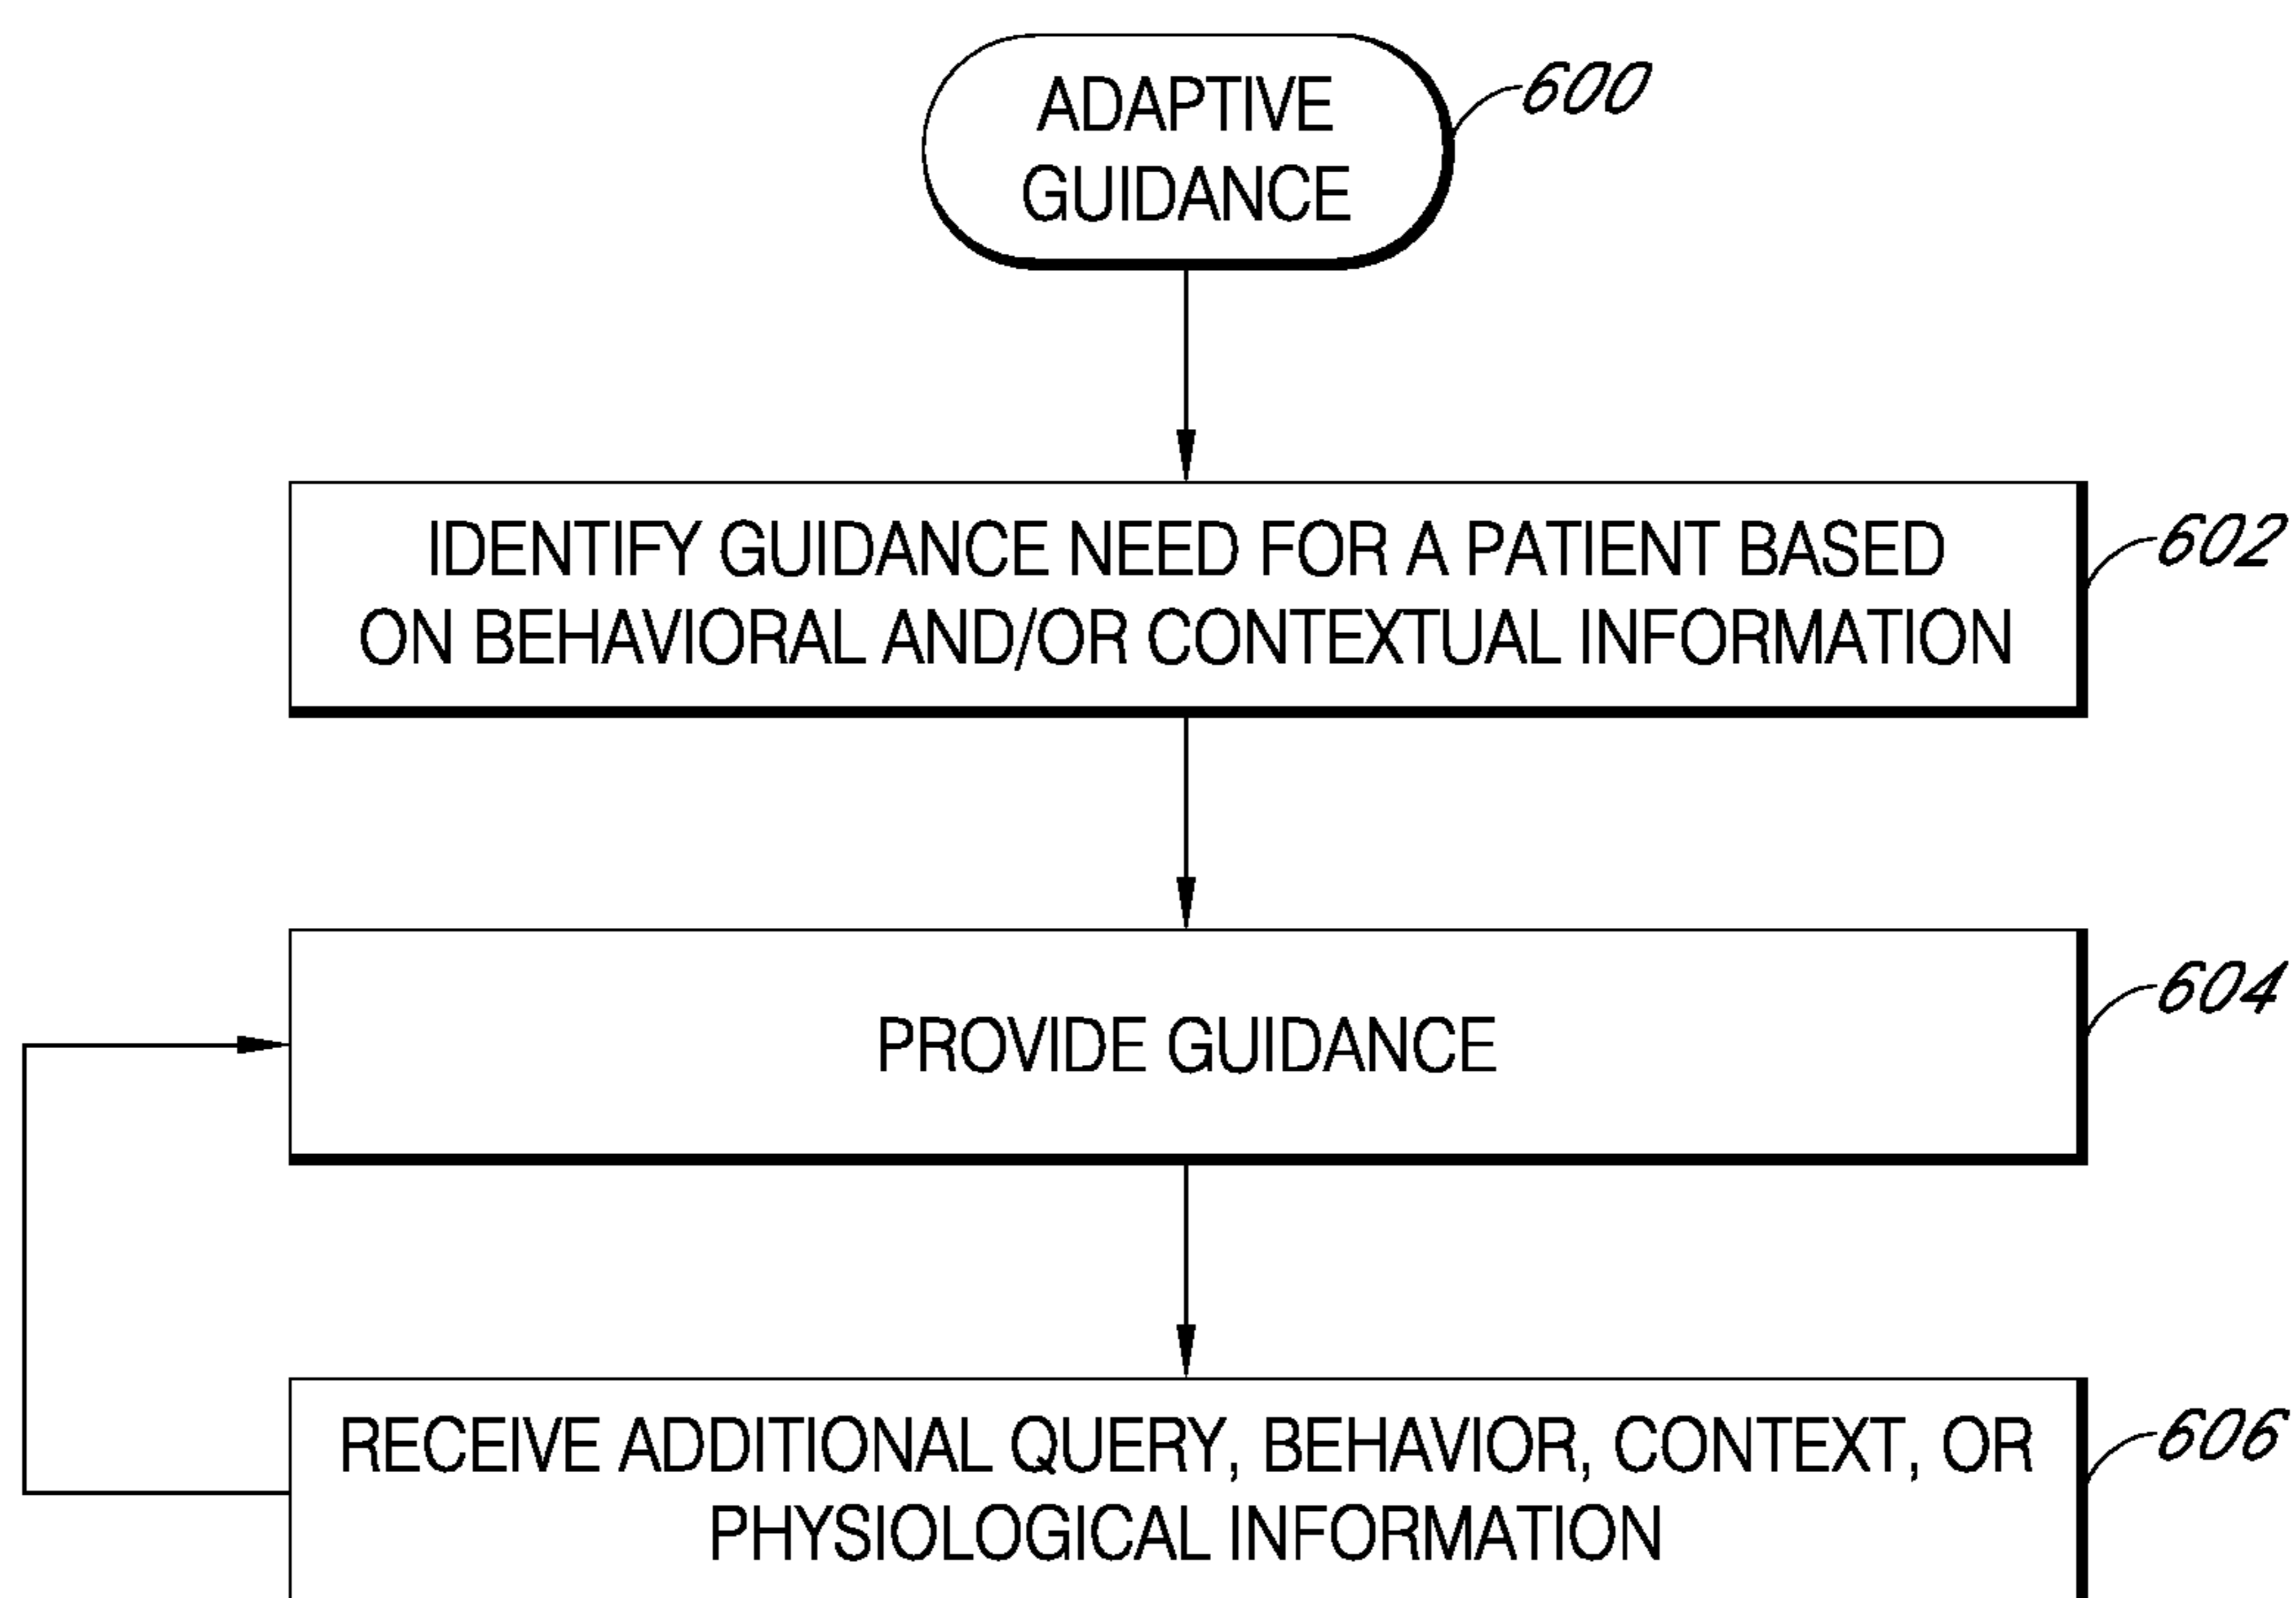 ADAPTIVE
GUIDANCE
600
IDENTIFY GUIDANCE NEED FOR A PATIENT BASED
ON BEHAVIORAL AND/OR CONTEXTUAL INFORMATION
602
PROVIDE GUIDANCE
604
RECEIVE ADDITIONAL QUERY, BEHAVIOR, CONTEXT, OR
PHYSIOLOGICAL INFORMATION
606